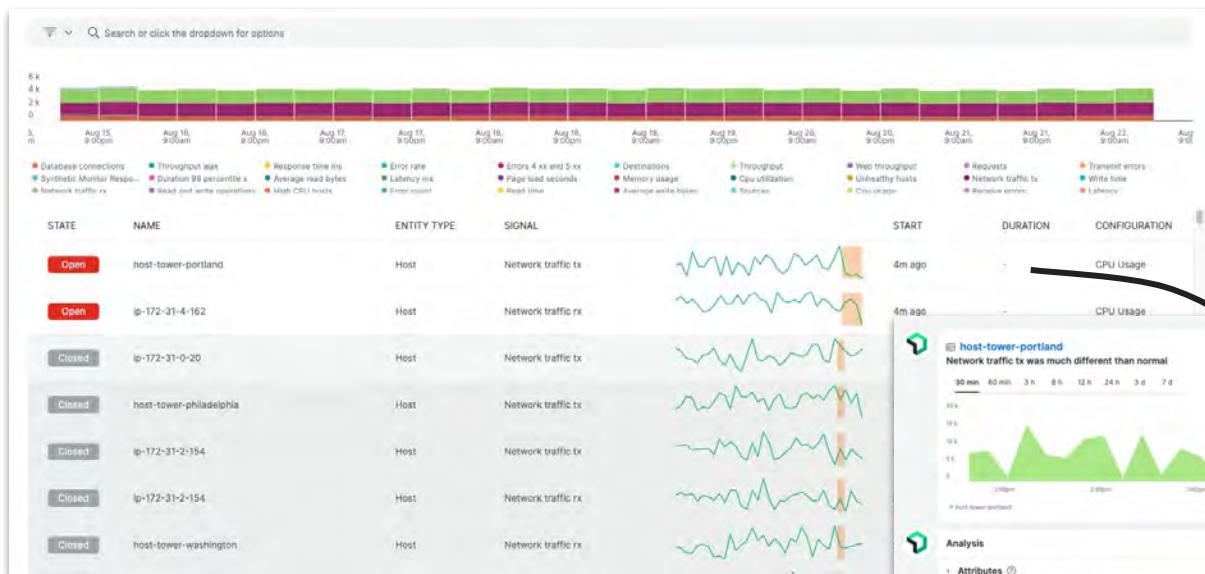 Search or click the dropdown for options
6 k
4 k
2 k
0
Aug 15, 9:00pm
Aug 16, 9:00am
Aug 16, 9:00pm
Aug 17, 9:00am
Aug 17, 9:00pm
Aug 18, 9:00am
Aug 18, 9:00pm
Aug 19, 9:00am
Aug 19, 9:00pm
Aug 20, 9:00am
Aug 20, 9:00pm
Aug 21, 9:00am
Aug 21, 9:00pm
Aug 22, 9:00am
Aug
Database connections Throughput ajax Response time ms Error rate Errors 4 xx and 5 xx Destinations Throughput Web throughput Requests Transmit errors
Synthetic Monitor Respo... Duration 99 percentile s Average read bytes Latency ms Page load seconds Memory usage Cpu utilization Unhealthy hosts Network traffic tx Write time
Network traffic rx Read and write operations High CPU hosts Error count Read time Average write bytes Sources Cpu usage Receive errors Latency
STATE NAME ENTITY TYPE SIGNAL START DURATION CONFIGURATION
Open host-tower-portland Host Network traffic tx 4m ago - CPU Usage
Open ip-172-31-4-162 Host Network traffic rx 4m ago - CPU Usage
Closed ip-172-31-0-20 Host Network traffic tx
Closed host-tower-philadelphia Host Network traffic tx
Closed ip-172-31-2-154 Host Network traffic tx
Closed ip-172-31-2-154 Host Network traffic rx
Closed host-tower-washington Host Network traffic rx
host-tower-portland
Network traffic tx was much different than normal
30 min 60 min 3 h 6 h 12 h 24 h 3 d 7 d
10 k
5 k
0
host-tower-portland
Analysis
Attributes